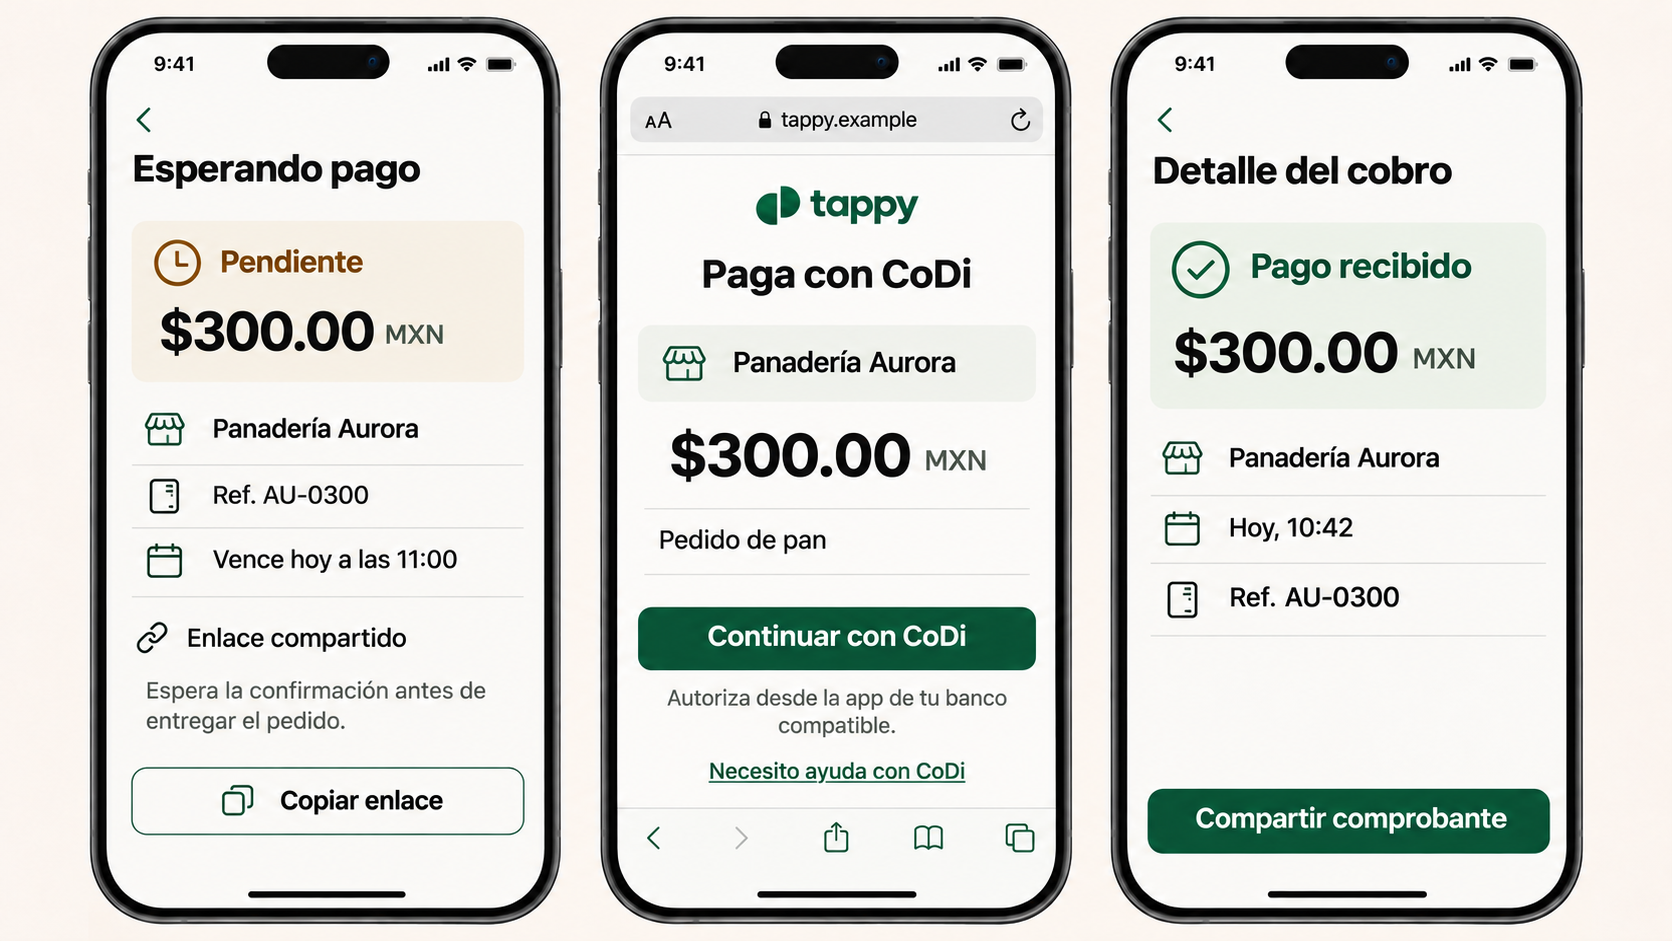 9:41
Esperando pago
Pendiente
$300.00 MXN
Panadería Aurora
Ref. AU-0300
Vence hoy a las 11:00
Enlace compartido
Espera la confirmación antes de
entregar el pedido.
Copiar enlace
9:41
AA tappy.example
tappy
Paga con CoDi
Panadería Aurora
$300.00 MXN
Pedido de pan
Continuar con CoDi
Autoriza desde la app de tu banco
compatible.
Necesito ayuda con CoDi
9:41
Detalle del cobro
Pago recibido
$300.00 MXN
Panadería Aurora
Hoy, 10:42
Ref. AU-0300
Compartir comprobante